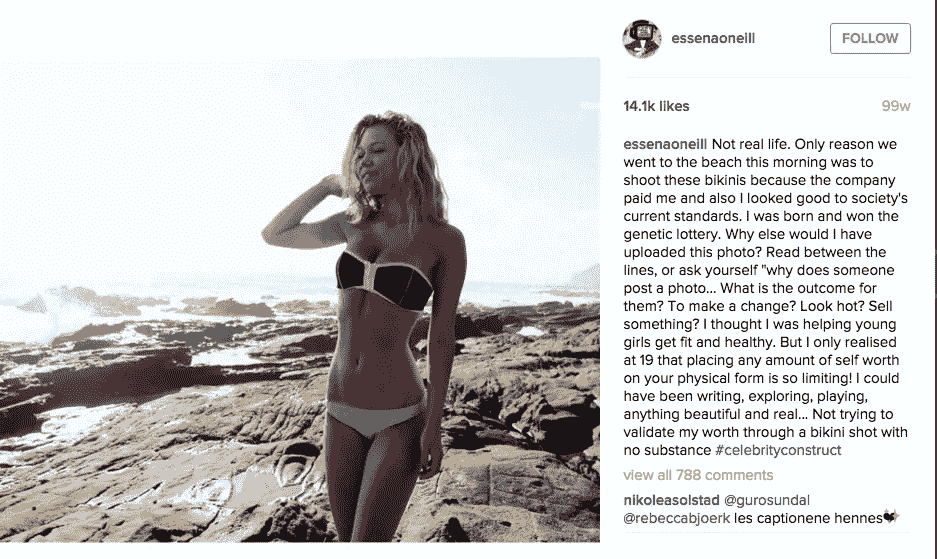 essenaoneill
FOLLOW
14.1k likes
99w
essenaoneill Not real life. Only reason we
went to the beach this morning was to
shoot these bikinis because the company
paid me and also I looked good to society's
current standards. I was born and won the
genetic lottery. Why else would I have
uploaded this photo? Read between the
lines, or ask yourself "why does someone
post a photo... What is the outcome for
them? To make a change? Look hot? Sell
something? I thought I was helping young
girls get fit and healthy. But I only realised
at 19 that placing any amount of self worth
on your physical form is so limiting! I could
have been writing, exploring, playing,
anything beautiful and real... Not trying to
validate my worth through a bikini shot with
no substance #celebrityconstruct
view all 788 comments
nikoleasolstad @gurosundal
@rebeccabjoerk les captionene hennes